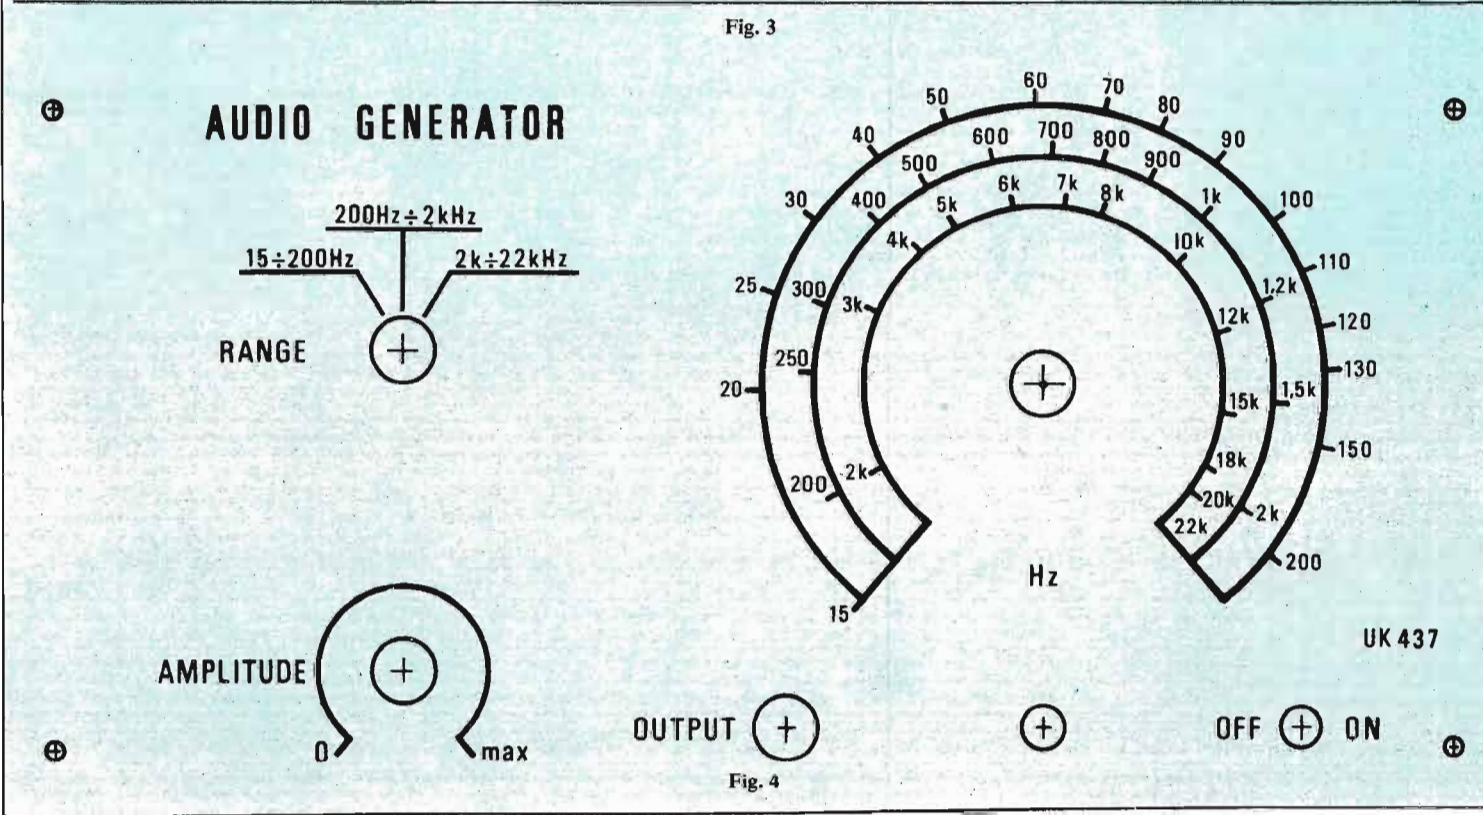 Fig. 3
AUDIO GENERATOR
200Hz÷2kHz
15÷200Hz
2k÷22kHz
RANGE
15
20
25
30
40
50
60
70
80
90
100
110
120
130
150
200
200
250
300
400
500
600
700
800
900
1k
1,2k
1,5k
2k
2k
3k
4k
5k
6k
7k
8k
10k
12k
15k
18k
20k
22k
Hz
UK 437
AMPLITUDE
0
max
OUTPUT
OFF
ON
Fig. 4